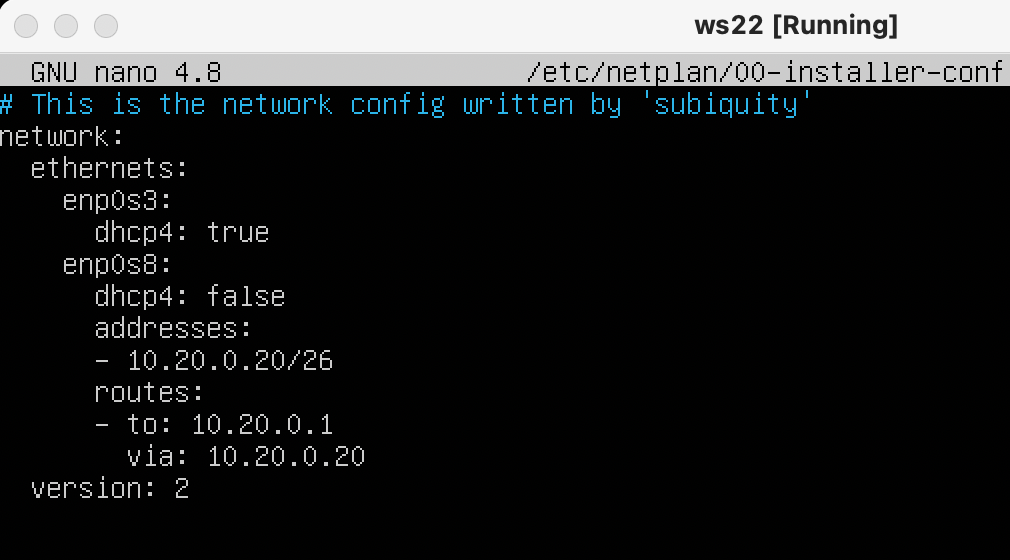 ws22 [Running]
GNU nano 4.8 /etc/netplan/00-installer-conf
# This is the network config written by 'subiquity'
network:
  ethernets:
    enp0s3:
      dhcp4: true
    enp0s8:
      dhcp4: false
      addresses:
      - 10.20.0.20/26
      routes:
      - to: 10.20.0.1
        via: 10.20.0.20
  version: 2